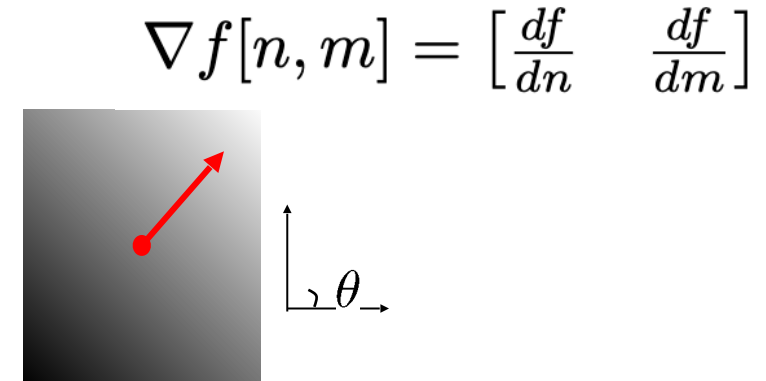 ∇f[n, m] = [df/dn df/dm]
θ